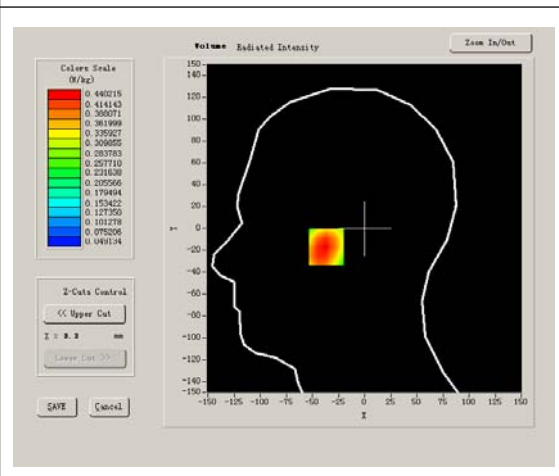 Volume Radiated Intensity
Zoom In/Out
Colors Scale
(W/kg)
0.440215
0.414143
0.388071
0.361999
0.335927
0.309855
0.283783
0.257710
0.231638
0.205566
0.179494
0.153422
0.127350
0.101278
0.075206
0.049134
Z-Cuts Control
<< Upper Cut
mm
Lower Cut >>
SAVE Cancel
150
140
120
100
80
60
40
20
0
-20
-40
-60
-80
-100
-120
-140
-150
Y
-150 -125 -100 -75 -50 -25 0 25 50 75 100 125 150
X